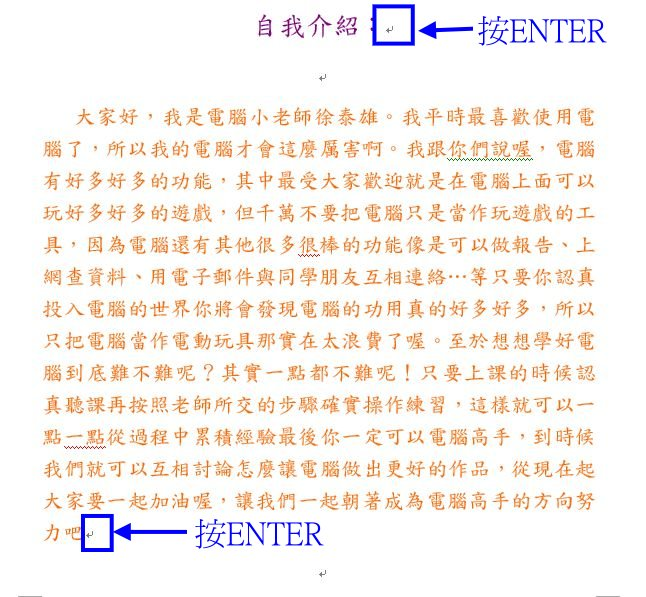 自我介紹： 按ENTER
大家好，我是電腦小老師徐泰雄。我平時最喜歡使用電
腦了，所以我的電腦才會這麼厲害啊。我跟你們說喔，電腦
有好多好多的功能，其中最受大家歡迎就是在電腦上面可以
玩好多好多的遊戲，但千萬不要把電腦只是當作玩遊戲的工
具，因為電腦還有其他很多很棒的功能像是可以做報告、上
網查資料、用電子郵件與同學朋友互相連絡…等只要你認真
投入電腦的世界你將會發現電腦的功用真的好多好多，所以
只把電腦當作電動玩具那實在太浪費了喔。至於想想學好電
腦到底難不難呢？其實一點都不難呢！只要上課的時候認
真聽課再按照老師所交的步驟確實操作練習，這樣就可以一
點一點從過程中累積經驗最後你一定可以電腦高手，到時候
我們就可以互相討論怎麼讓電腦做出更好的作品，從現在起
大家要一起加油喔，讓我們一起朝著成為電腦高手的方向努
力吧 按ENTER